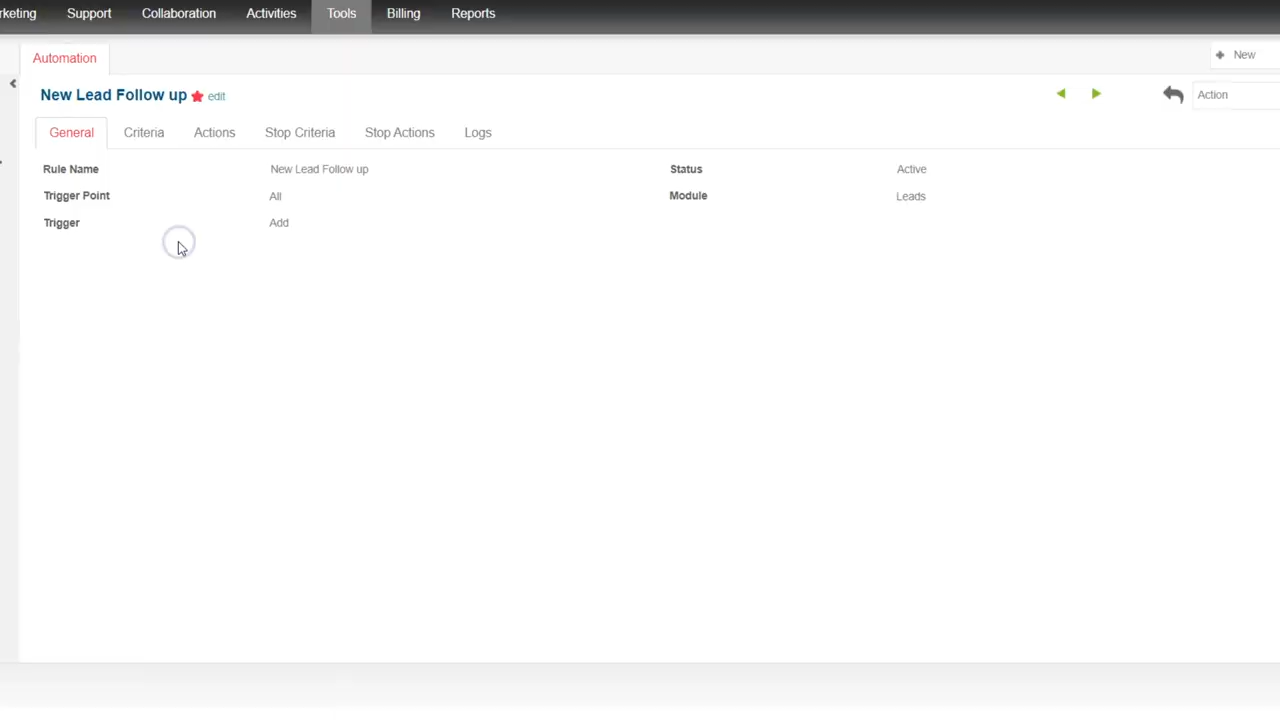 rketing Support Collaboration Activities Tools Billing Reports
Automation
New
New Lead Follow up edit
Action
General Criteria Actions Stop Criteria Stop Actions Logs
Rule Name New Lead Follow up Status Active
Trigger Point All Module Leads
Trigger Add